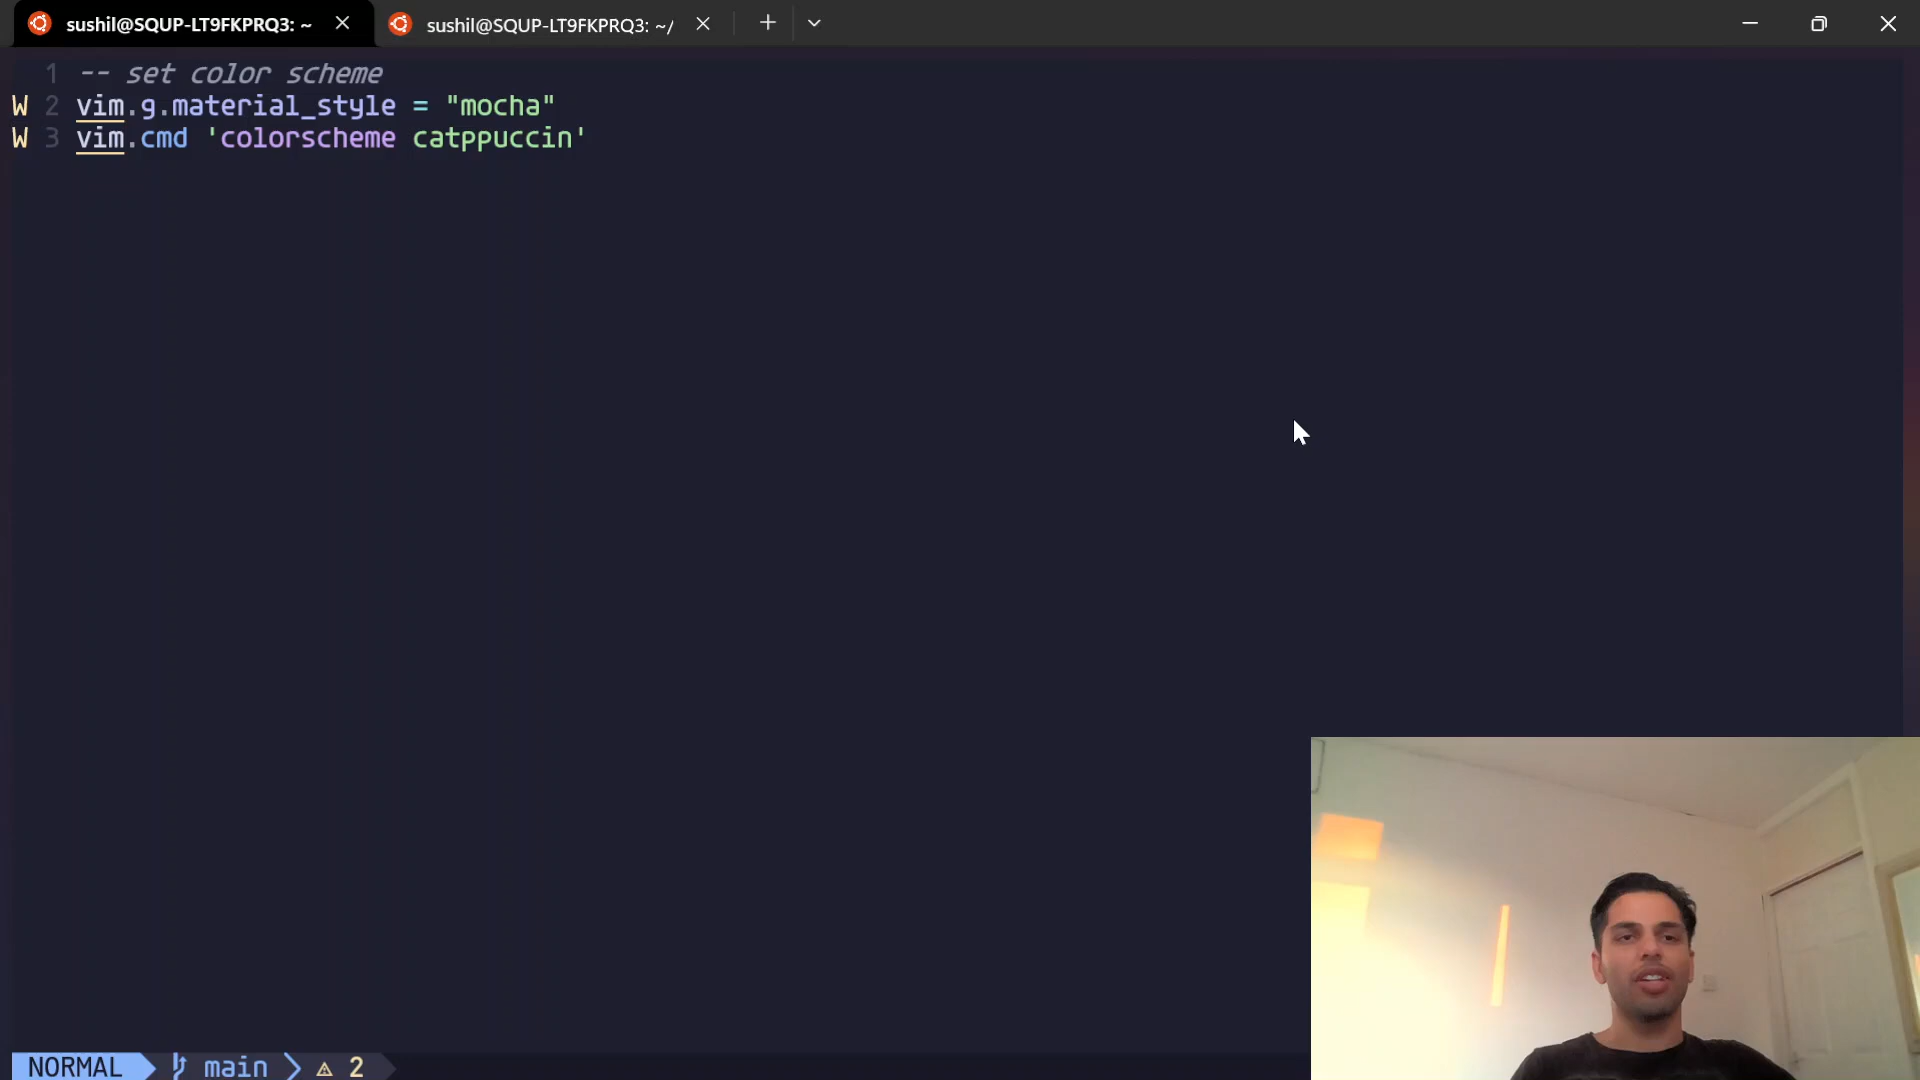 sushil@SQUP-LT9FKPRQ3: ~
sushil@SQUP-LT9FKPRQ3: ~/
1 -- set color scheme
W 2 vim.g.material_style = "mocha"
W 3 vim.cmd 'colorscheme catppuccin'
NORMAL main 2